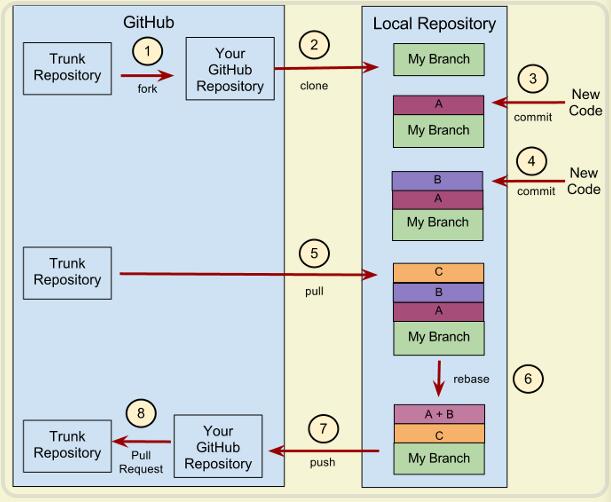 GitHub
Local Repository
Trunk
Repository
1
fork
Your
GitHub
Repository
2
clone
My Branch
3
commit
New
Code
A
My Branch
4
commit
New
Code
B
A
My Branch
Trunk
Repository
5
pull
C
B
A
My Branch
rebase
6
A + B
C
My Branch
7
push
Your
GitHub
Repository
8
Pull
Request
Trunk
Repository